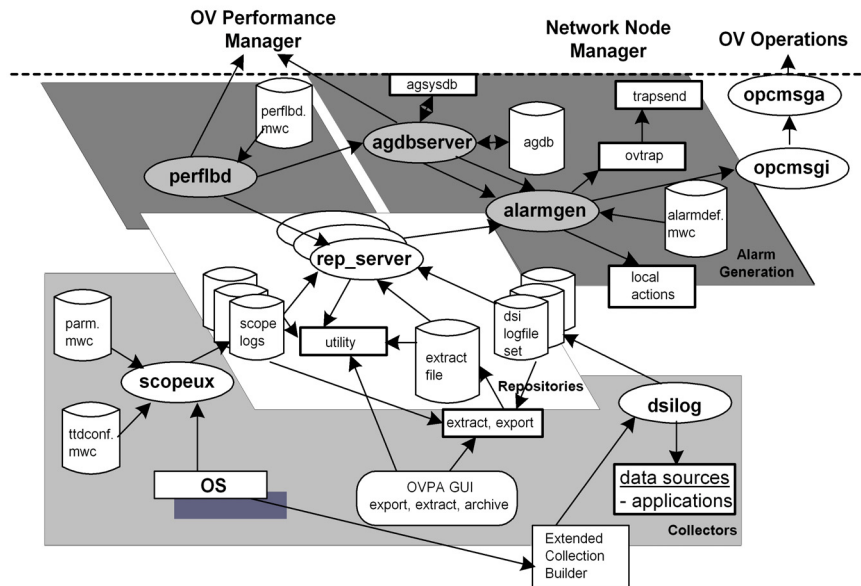 OV Performance
Manager
Network Node
Manager
OV Operations
agsysdb
trapsend
opcmsga
perflbd.
mwc
agdbserver
agdb
ovtrap
opcmsgi
perflbd
alarmgen
alarmdef.
mwc
rep_server
Alarm
Generation
local
actions
parm.
mwc
scope
logs
utility
extract
file
dsi
logfile
set
scopeux
Repositories
dsilog
ttdconf.
mwc
extract, export
OS
OVPA GUI
export, extract, archive
data sources
- applications
Extended
Collection
Builder
Collectors